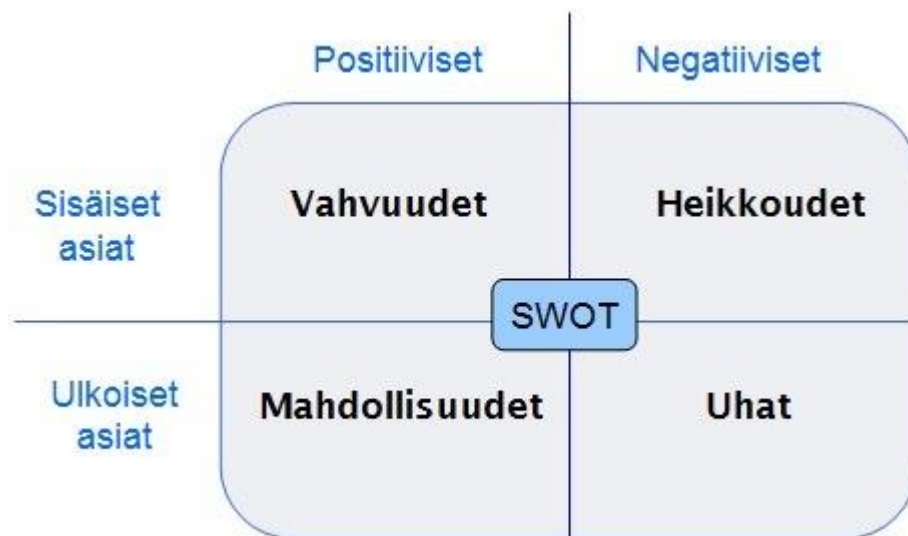 Positiiviset
Negatiiviset
Sisäiset
asiat
Vahvuudet
Heikkoudet
SWOT
Ulkoiset
asiat
Mahdollisuudet
Uhat